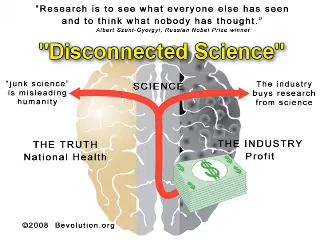 "Research is to see what everyone else has seen
and to think what nobody has thought."
Albert Szent-Gyorgyi, Russian Nobel Prize winner
"Disconnected Science"
"junk science"
is misleading
humanity
SCIENCE
The industry
buys research
from science
THE TRUTH
National Health
THE INDUSTRY
Profit
$
©2008 Bevolution.org